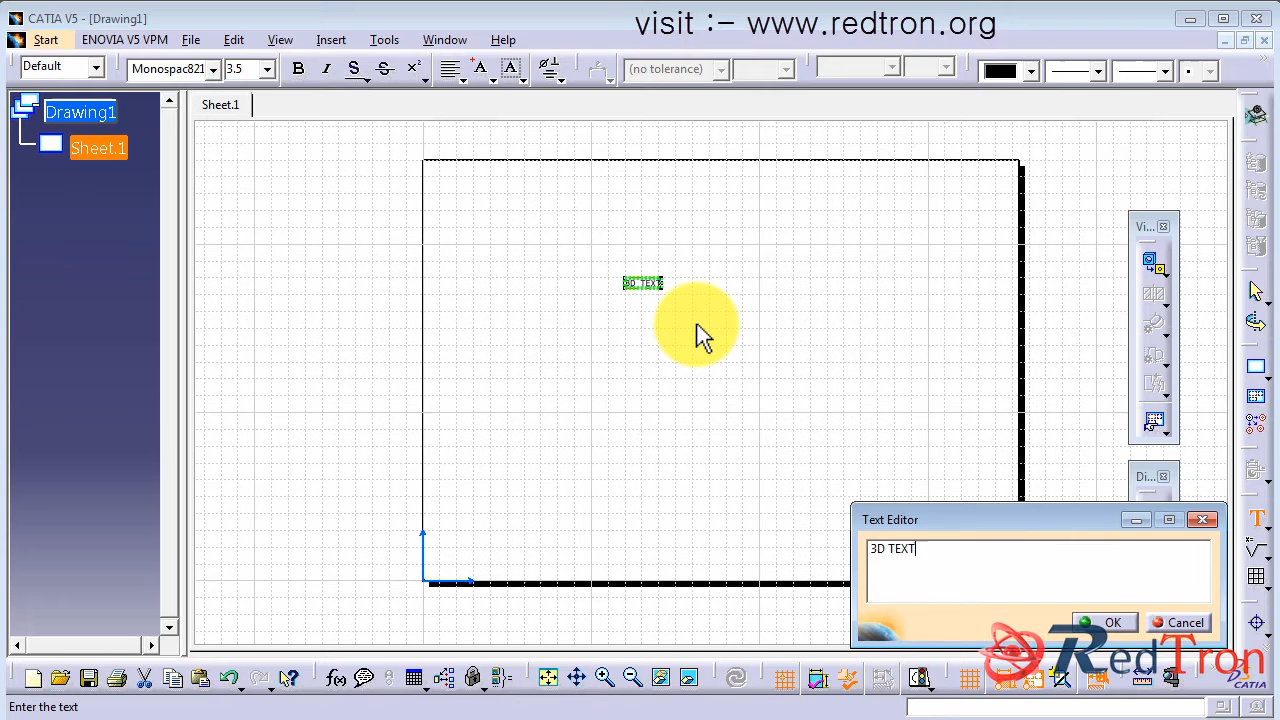 CATIA V5 - [Drawing1]
visit :- www.redtron.org
Start ENOVIA V5 VPM File Edit View Insert Tools Window Help
Default Monospac821 3.5 B I S S x² A A (no tolerance)
Drawing1
Sheet.1
Sheet.1
3D TEXT
Vi...
Di...
Text Editor
3D TEXT
OK Cancel
RedTron
f(x)
CATIA
Enter the text